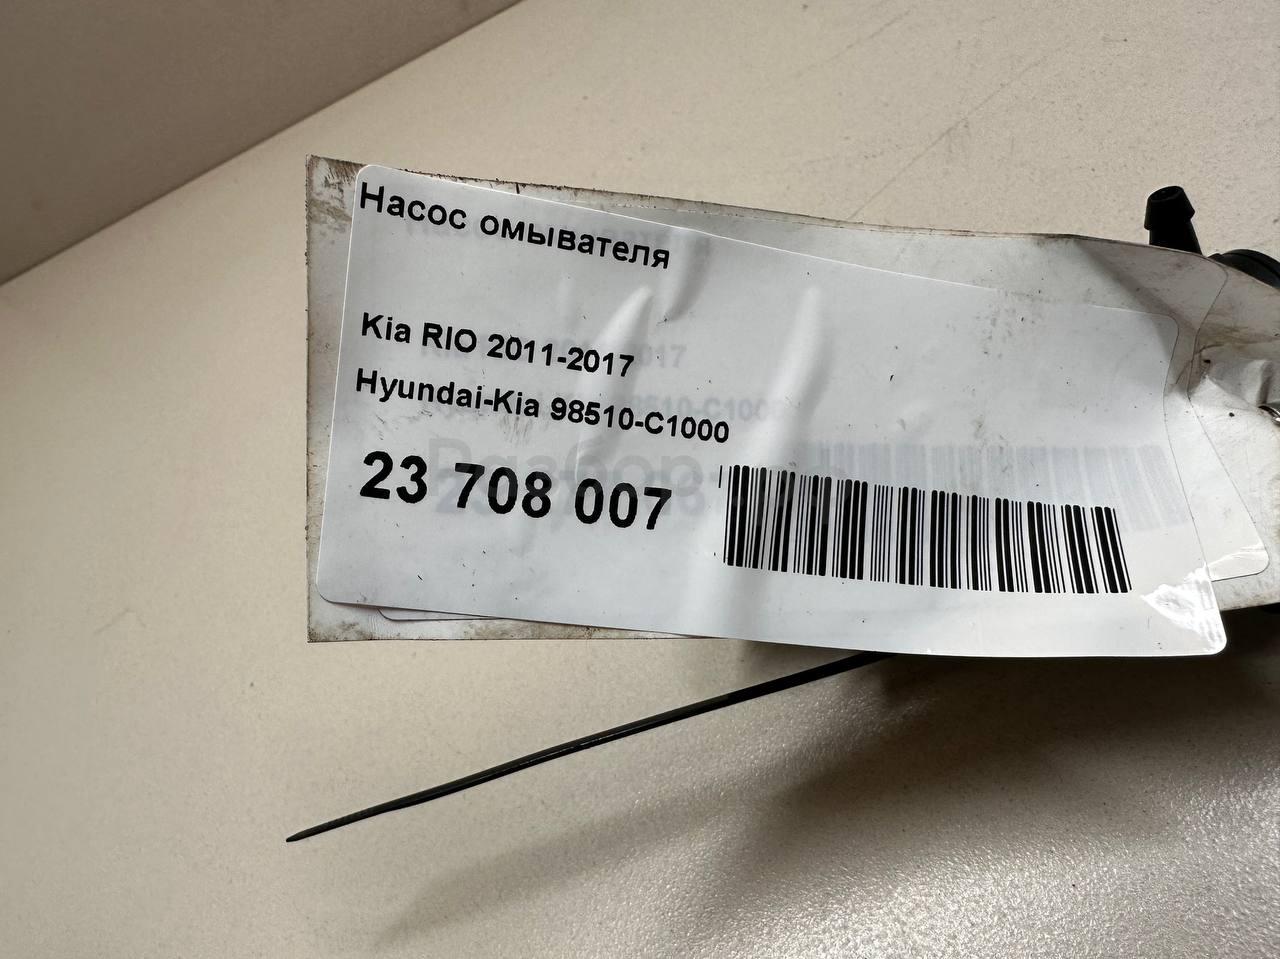 Насос омывателя
Kia RIO 2011-2017
Hyundai-Kia 98510-C1000
23 708 007